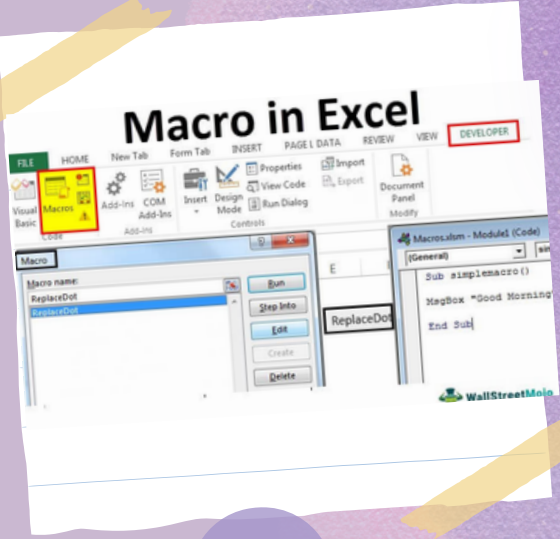 Macro in Excel
FILE HOME New Tab Form Tab INSERT PAGE L DATA REVIEW VIEW DEVELOPER
Visual Basic
Macros
Code
Add-Ins
COM Add-Ins
Add-Ins
Insert
Design Mode
Properties
View Code
Run Dialog
Controls
Import
Export
Document Panel
Modify
Macro
Macro name:
ReplaceDot
ReplaceDot
Run
Step Into
Edit
Create
Delete
E
ReplaceDot
Macros.xlsm - Module1 (Code)
(General)
Sub simplemacro()
MsgBox "Good Morning"
End Sub
WallStreetMojo